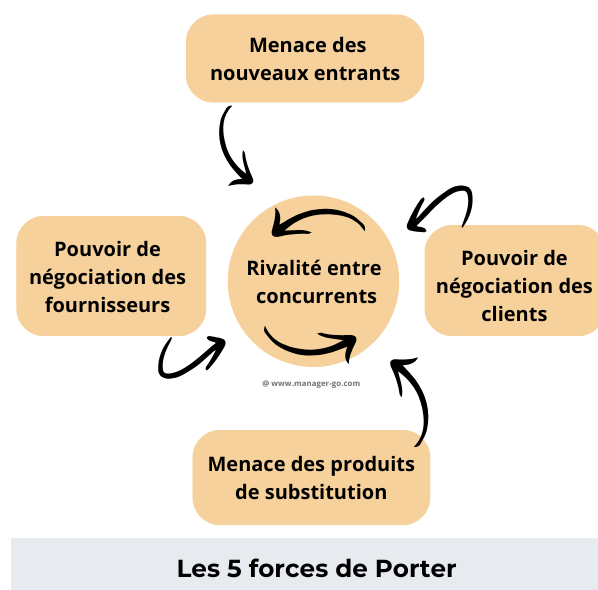 Menace des
nouveaux entrants
Pouvoir de
négociation des
fournisseurs
Rivalité entre
concurrents
Pouvoir de
négociation des
clients
@ www.manager-go.com
Menace des produits
de substitution
Les 5 forces de Porter